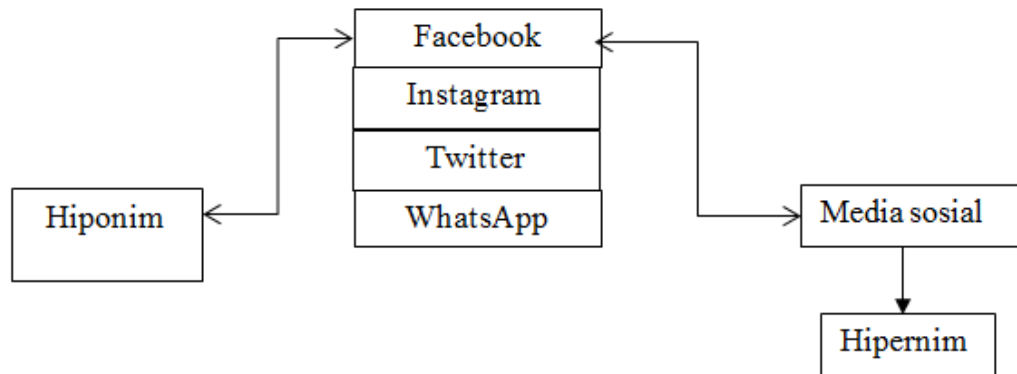 Facebook
Instagram
Twitter
WhatsApp
Hiponim
Media sosial
Hipernim